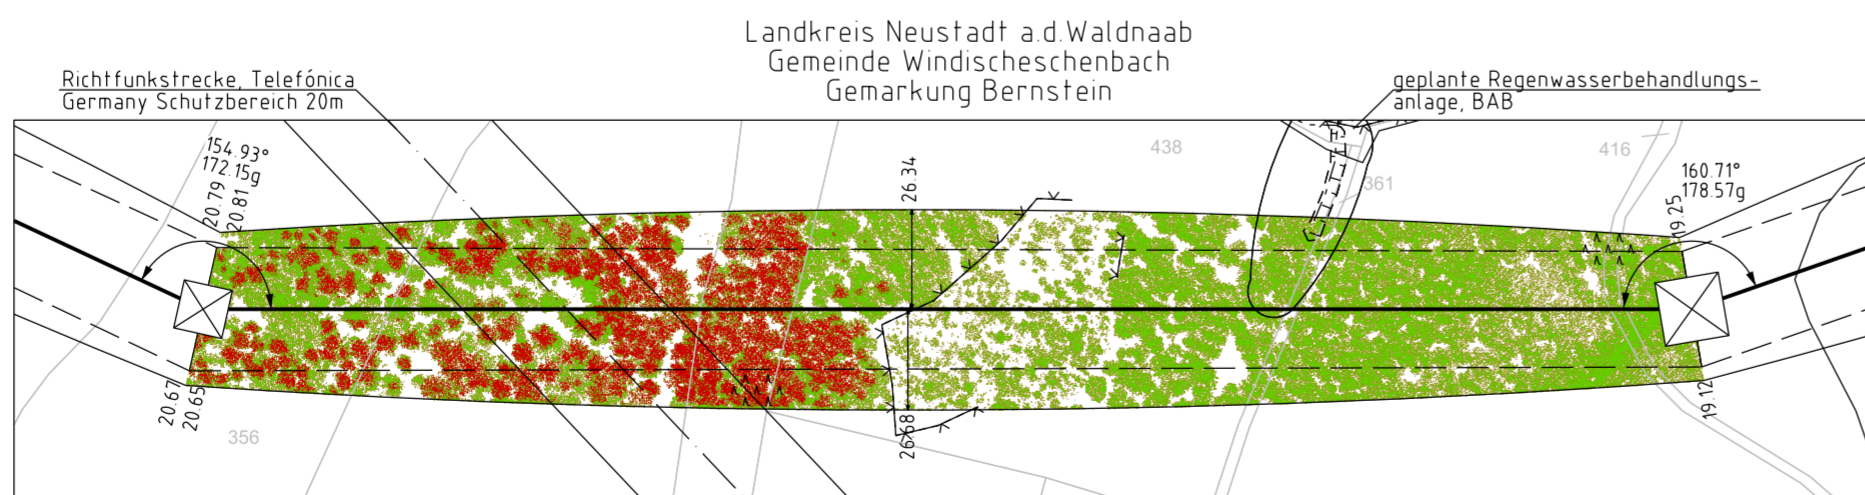 Landkreis Neustadt a.d.Waldnaab
Gemeinde Windischeschenbach
Gemarkung Bernstein
Richtfunkstrecke, Telefónica
Germany Schutzbereich 20m
geplante Regenwasserbehandlungs-
anlage, BAB
154.93°
172.15g
20.79
20.81
26.34
438
361
416
160.71°
178.57g
19.25
20.67
20.65
356
26.68
19.12